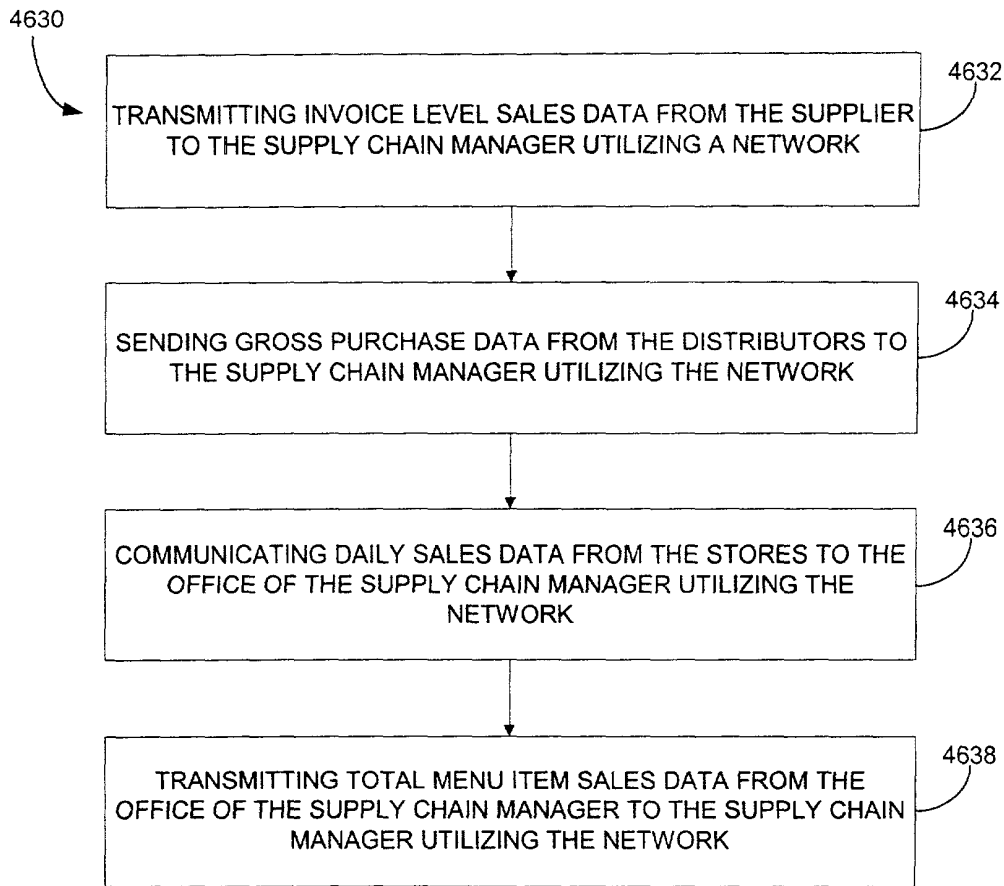 4630
4632
TRANSMITTING INVOICE LEVEL SALES DATA FROM THE SUPPLIER
TO THE SUPPLY CHAIN MANAGER UTILIZING A NETWORK
4634
SENDING GROSS PURCHASE DATA FROM THE DISTRIBUTORS TO
THE SUPPLY CHAIN MANAGER UTILIZING THE NETWORK
4636
COMMUNICATING DAILY SALES DATA FROM THE STORES TO THE
OFFICE OF THE SUPPLY CHAIN MANAGER UTILIZING THE
NETWORK
4638
TRANSMITTING TOTAL MENU ITEM SALES DATA FROM THE
OFFICE OF THE SUPPLY CHAIN MANAGER TO THE SUPPLY CHAIN
MANAGER UTILIZING THE NETWORK